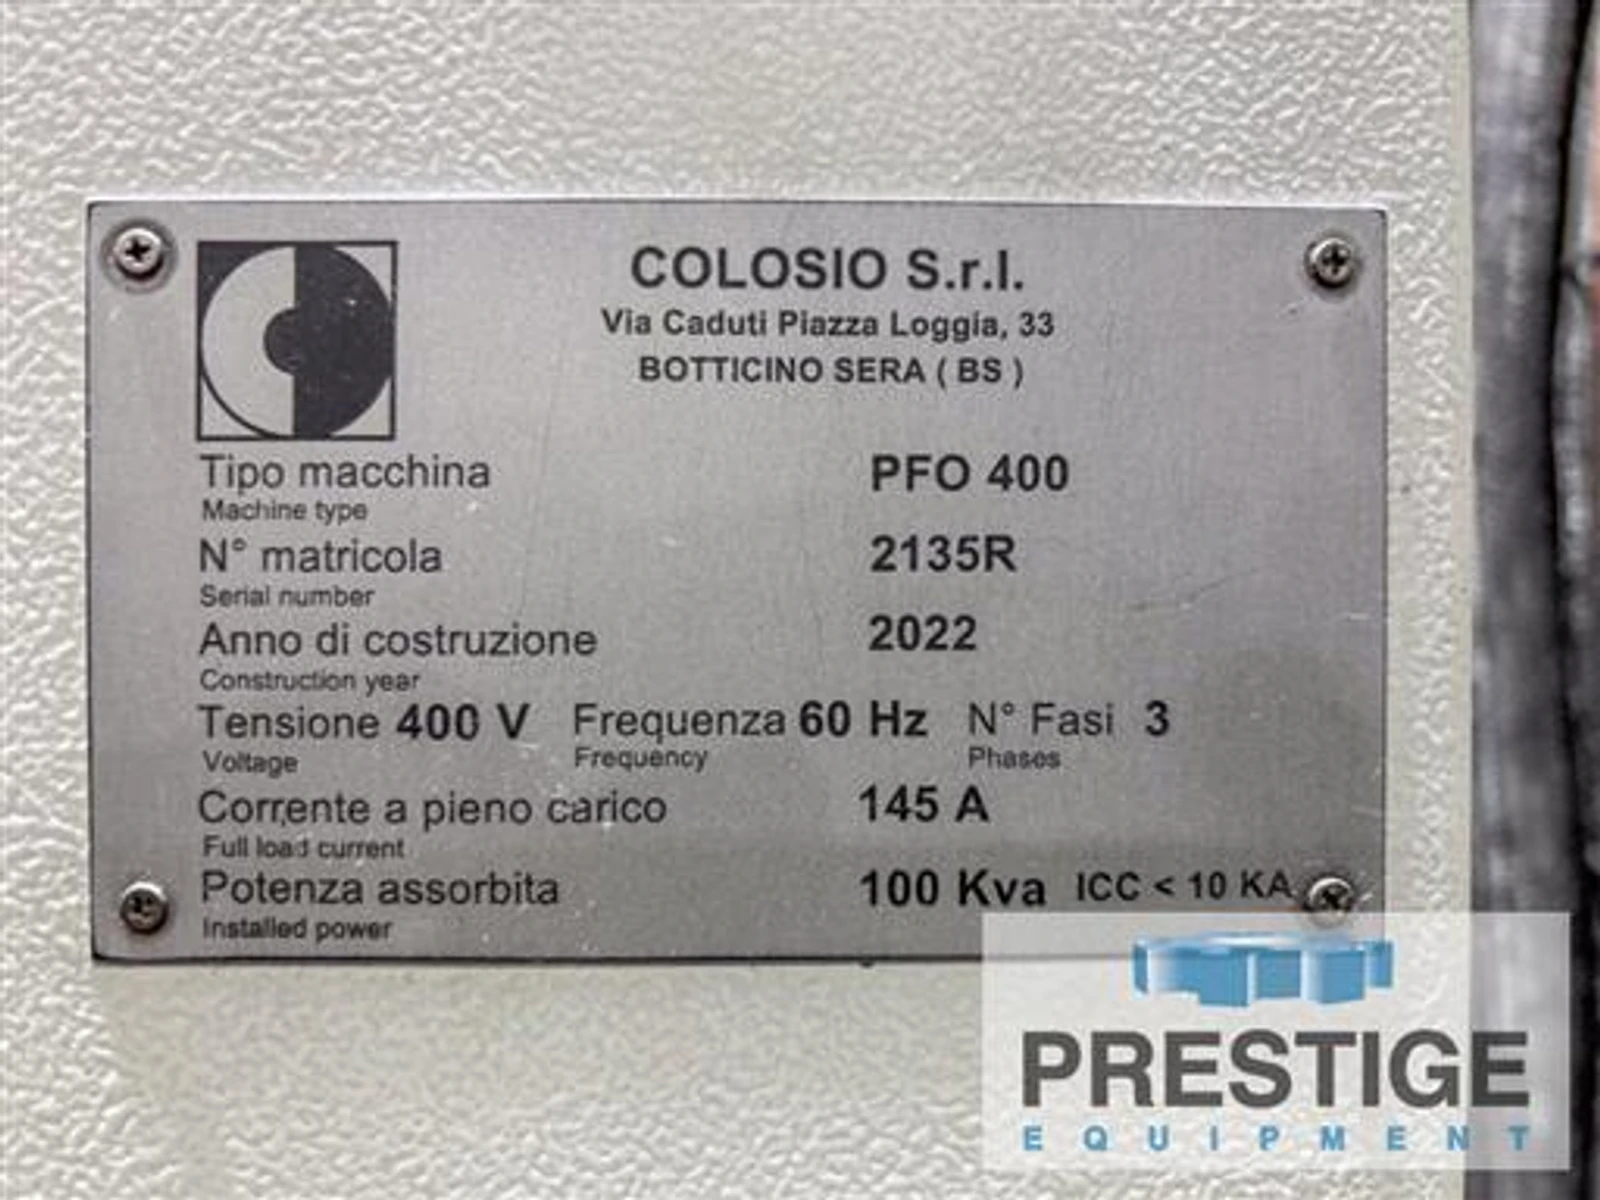 COLOSIO S.r.l.
Via Caduti Piazza Loggia, 33
BOTTICINO SERA ( BS )
Tipo macchina PFO 400
Machine type
N° matricola 2135R
Serial number
Anno di costruzione 2022
Construction year
Tensione 400 V Frequenza 60 Hz N° Fasi 3
Voltage Frequency Phases
Corrente a pieno carico 145 A
Full load current
Potenza assorbita 100 Kva ICC < 10 KA
Installed power
PRESTIGE
EQUIPMENT